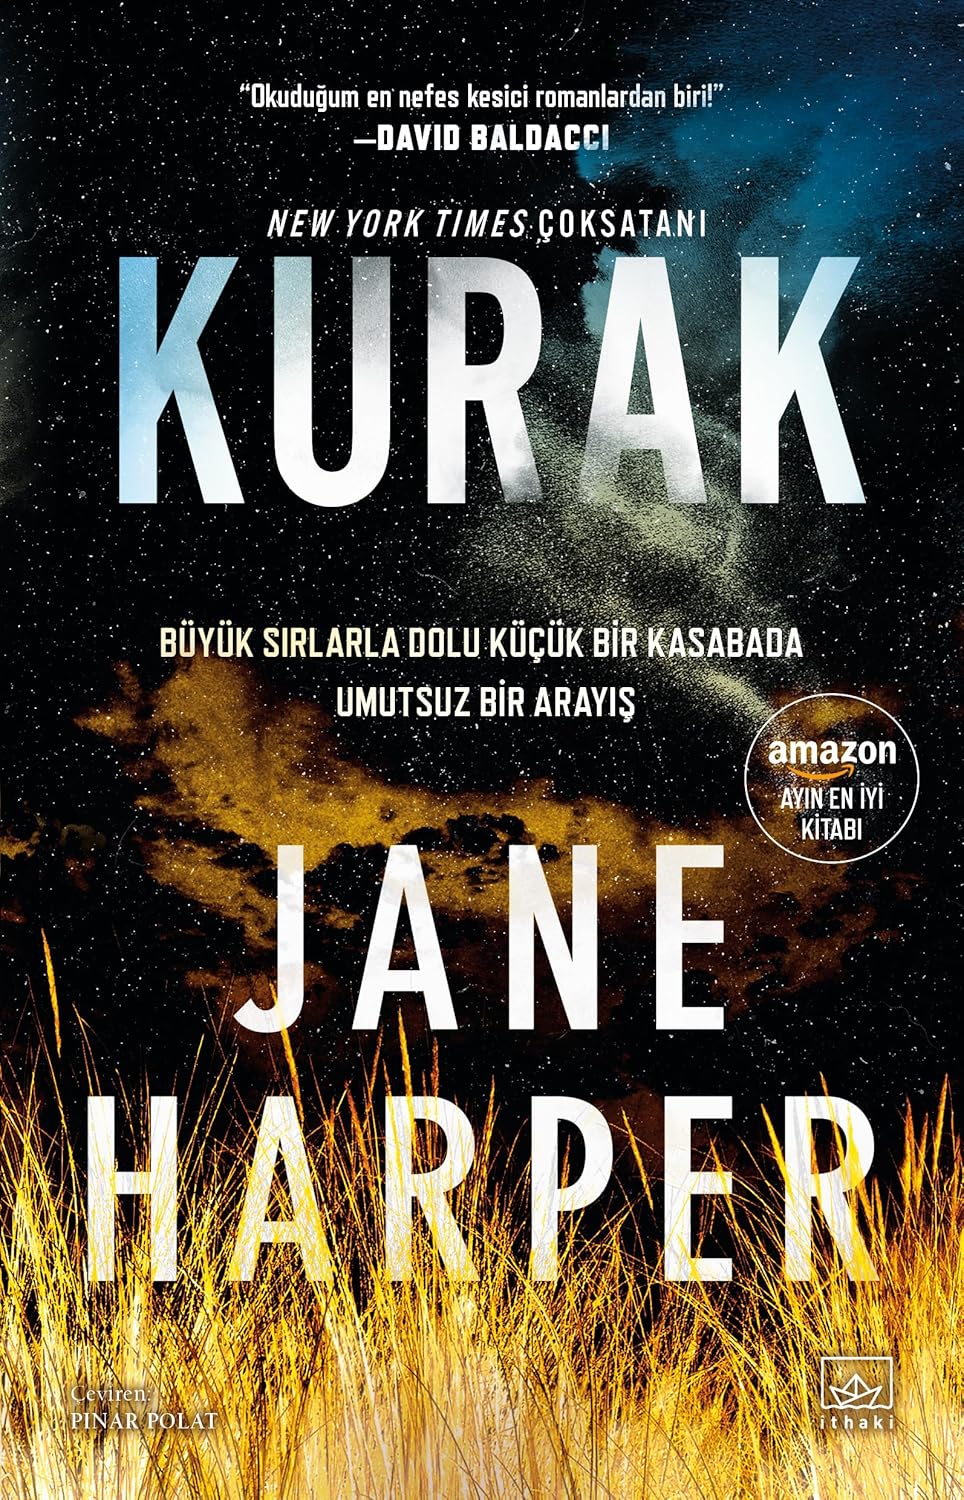 “Okuduğum en nefes kesici romanlardan biri!”
—DAVID BALDACCI
NEW YORK TIMES ÇOKSATANI
KURAK
BÜYÜK SIRLARLA DOLU KÜÇÜK BİR KASABADA
UMUTSUZ BİR ARAYIŞ
amazon
AYIN EN İYİ
KİTABI
JANE
HARPER
Çeviren:
PINAR POLAT
ithaki